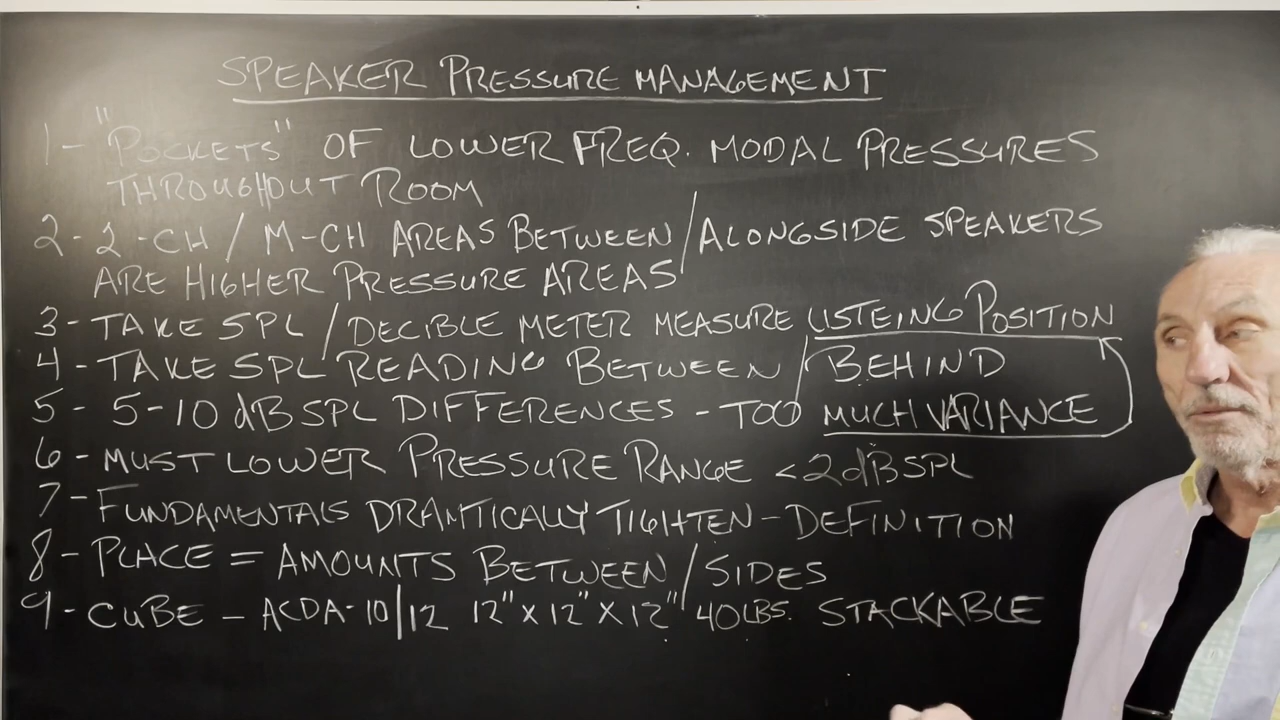 SPEAKER PRESSURE MANAGEMENT
1- "POCKETS" OF LOWER FREQ. MODAL PRESSURES
THROUGHOUT ROOM
2- 2-CH / M-CH AREAS BETWEEN / ALONGSIDE SPEAKERS
ARE HIGHER PRESSURE AREAS
3- TAKE SPL / DECIBLE METER MEASURE LISTEING POSITION
4- TAKE SPL READING BETWEEN / BEHIND
5- 5-10 dB SPL DIFFERENCES - TOO MUCH VARIANCE
6- MUST LOWER PRESSURE RANGE <2dB SPL
7- FUNDAMENTALS DRAMTICALLY TIGHTEN - DEFINITION
8- PLACE = AMOUNTS BETWEEN / SIDES
9- CUBE - ACDA-10/12 12" X 12" X 12" 40LBS. STACKABLE